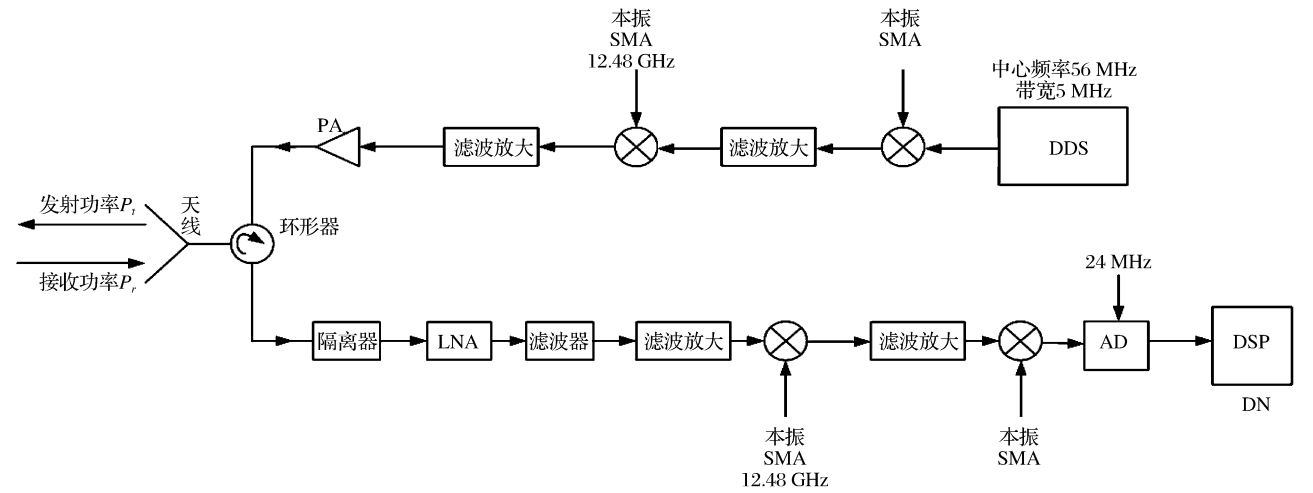 本振
SMA
12.48 GHz
本振
SMA
中心频率56 MHz
带宽5 MHz
PA
滤波放大
滤波放大
DDS
发射功率Pt
天线
环形器
接收功率Pr
24 MHz
隔离器
LNA
滤波器
滤波放大
滤波放大
AD
DSP
DN
本振
SMA
12.48 GHz
本振
SMA